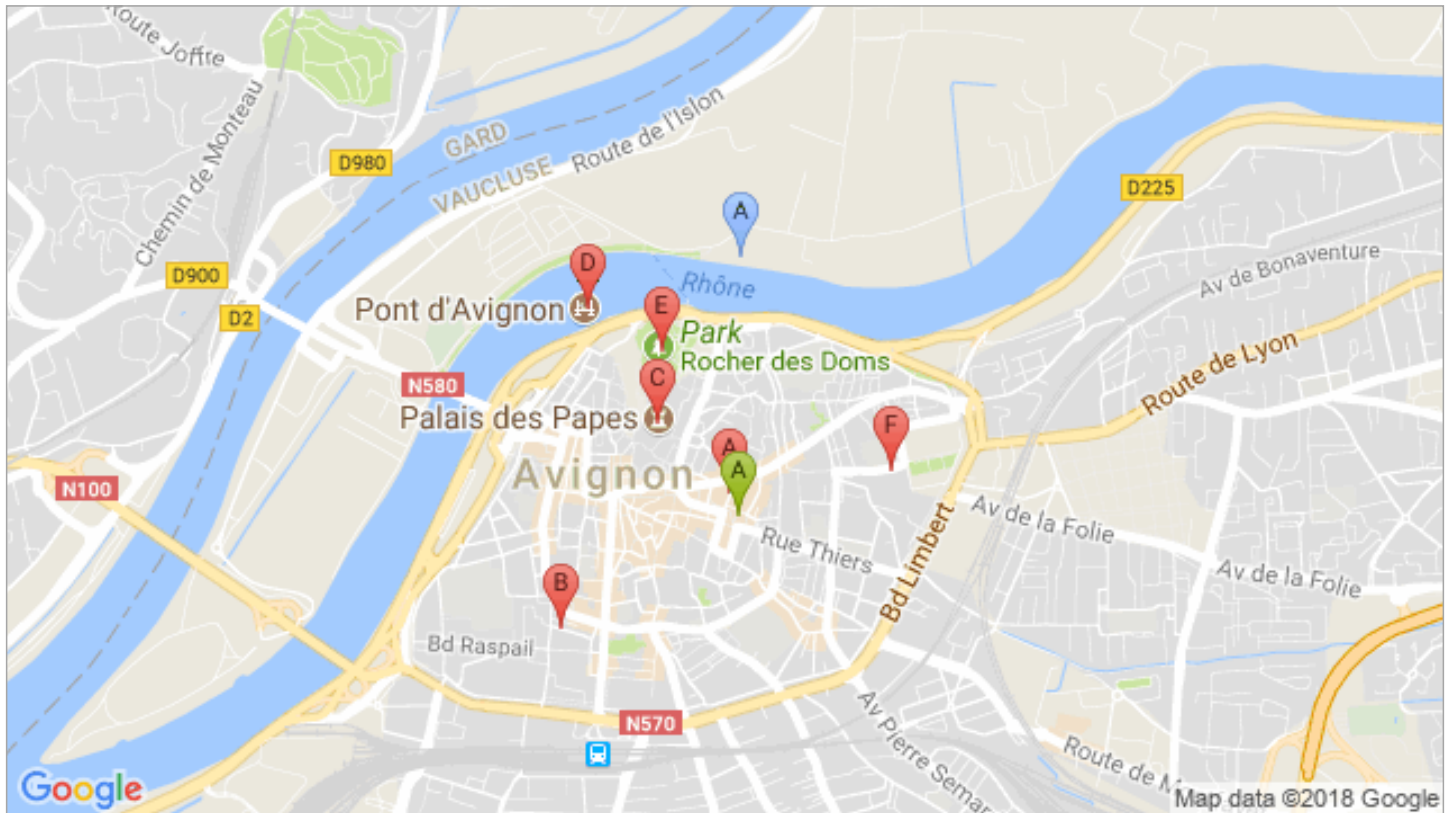 Route Joffre
Chemin de Monteau
D980
GARD
VAUCLUSE
Route de l'Islon
D225
A
Av de Bonaventure
D900
D2
D
Rhône
Pont d'Avignon
E
Park
Rocher des Doms
N580
C
Palais des Papes
Route de Lyon
F
A
A
Avignon
N100
Av de la Folie
Rue Thiers
Bd Limbert
Av de la Folie
B
Bd Raspail
N570
Av Pierre Semar
Route de M
Google
Map data ©2018 Google